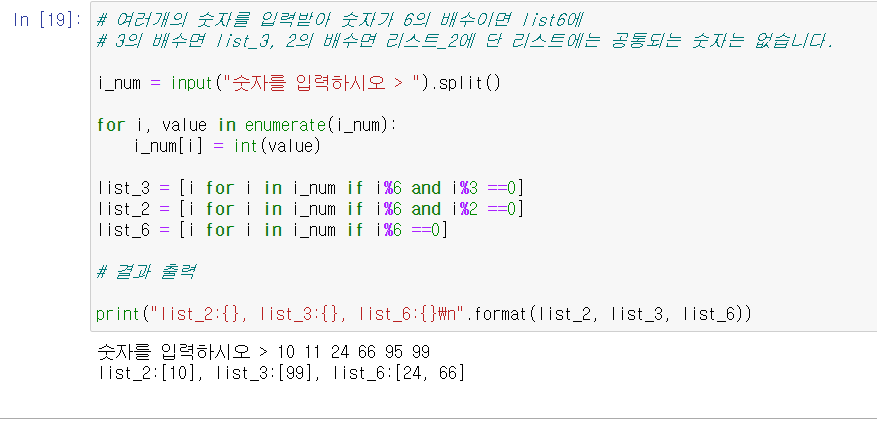 In [19]: # 여러개의 숫자를 입력받아 숫자가 6의 배수이면 list6에
# 3의 배수면 list_3, 2의 배수면 리스트_2에 단 리스트에는 공통되는 숫자는 없습니다.
i_num = input("숫자를 입력하시오 > ").split()
for i, value in enumerate(i_num):
    i_num[i] = int(value)
list_3 = [i for i in i_num if i%6 and i%3 ==0]
list_2 = [i for i in i_num if i%6 and i%2 ==0]
list_6 = [i for i in i_num if i%6 ==0]
# 결과 출력
print("list_2:{}, list_3:{}, list_6:{}₩n".format(list_2, list_3, list_6))
숫자를 입력하시오 > 10 11 24 66 95 99
list_2:[10], list_3:[99], list_6:[24, 66]